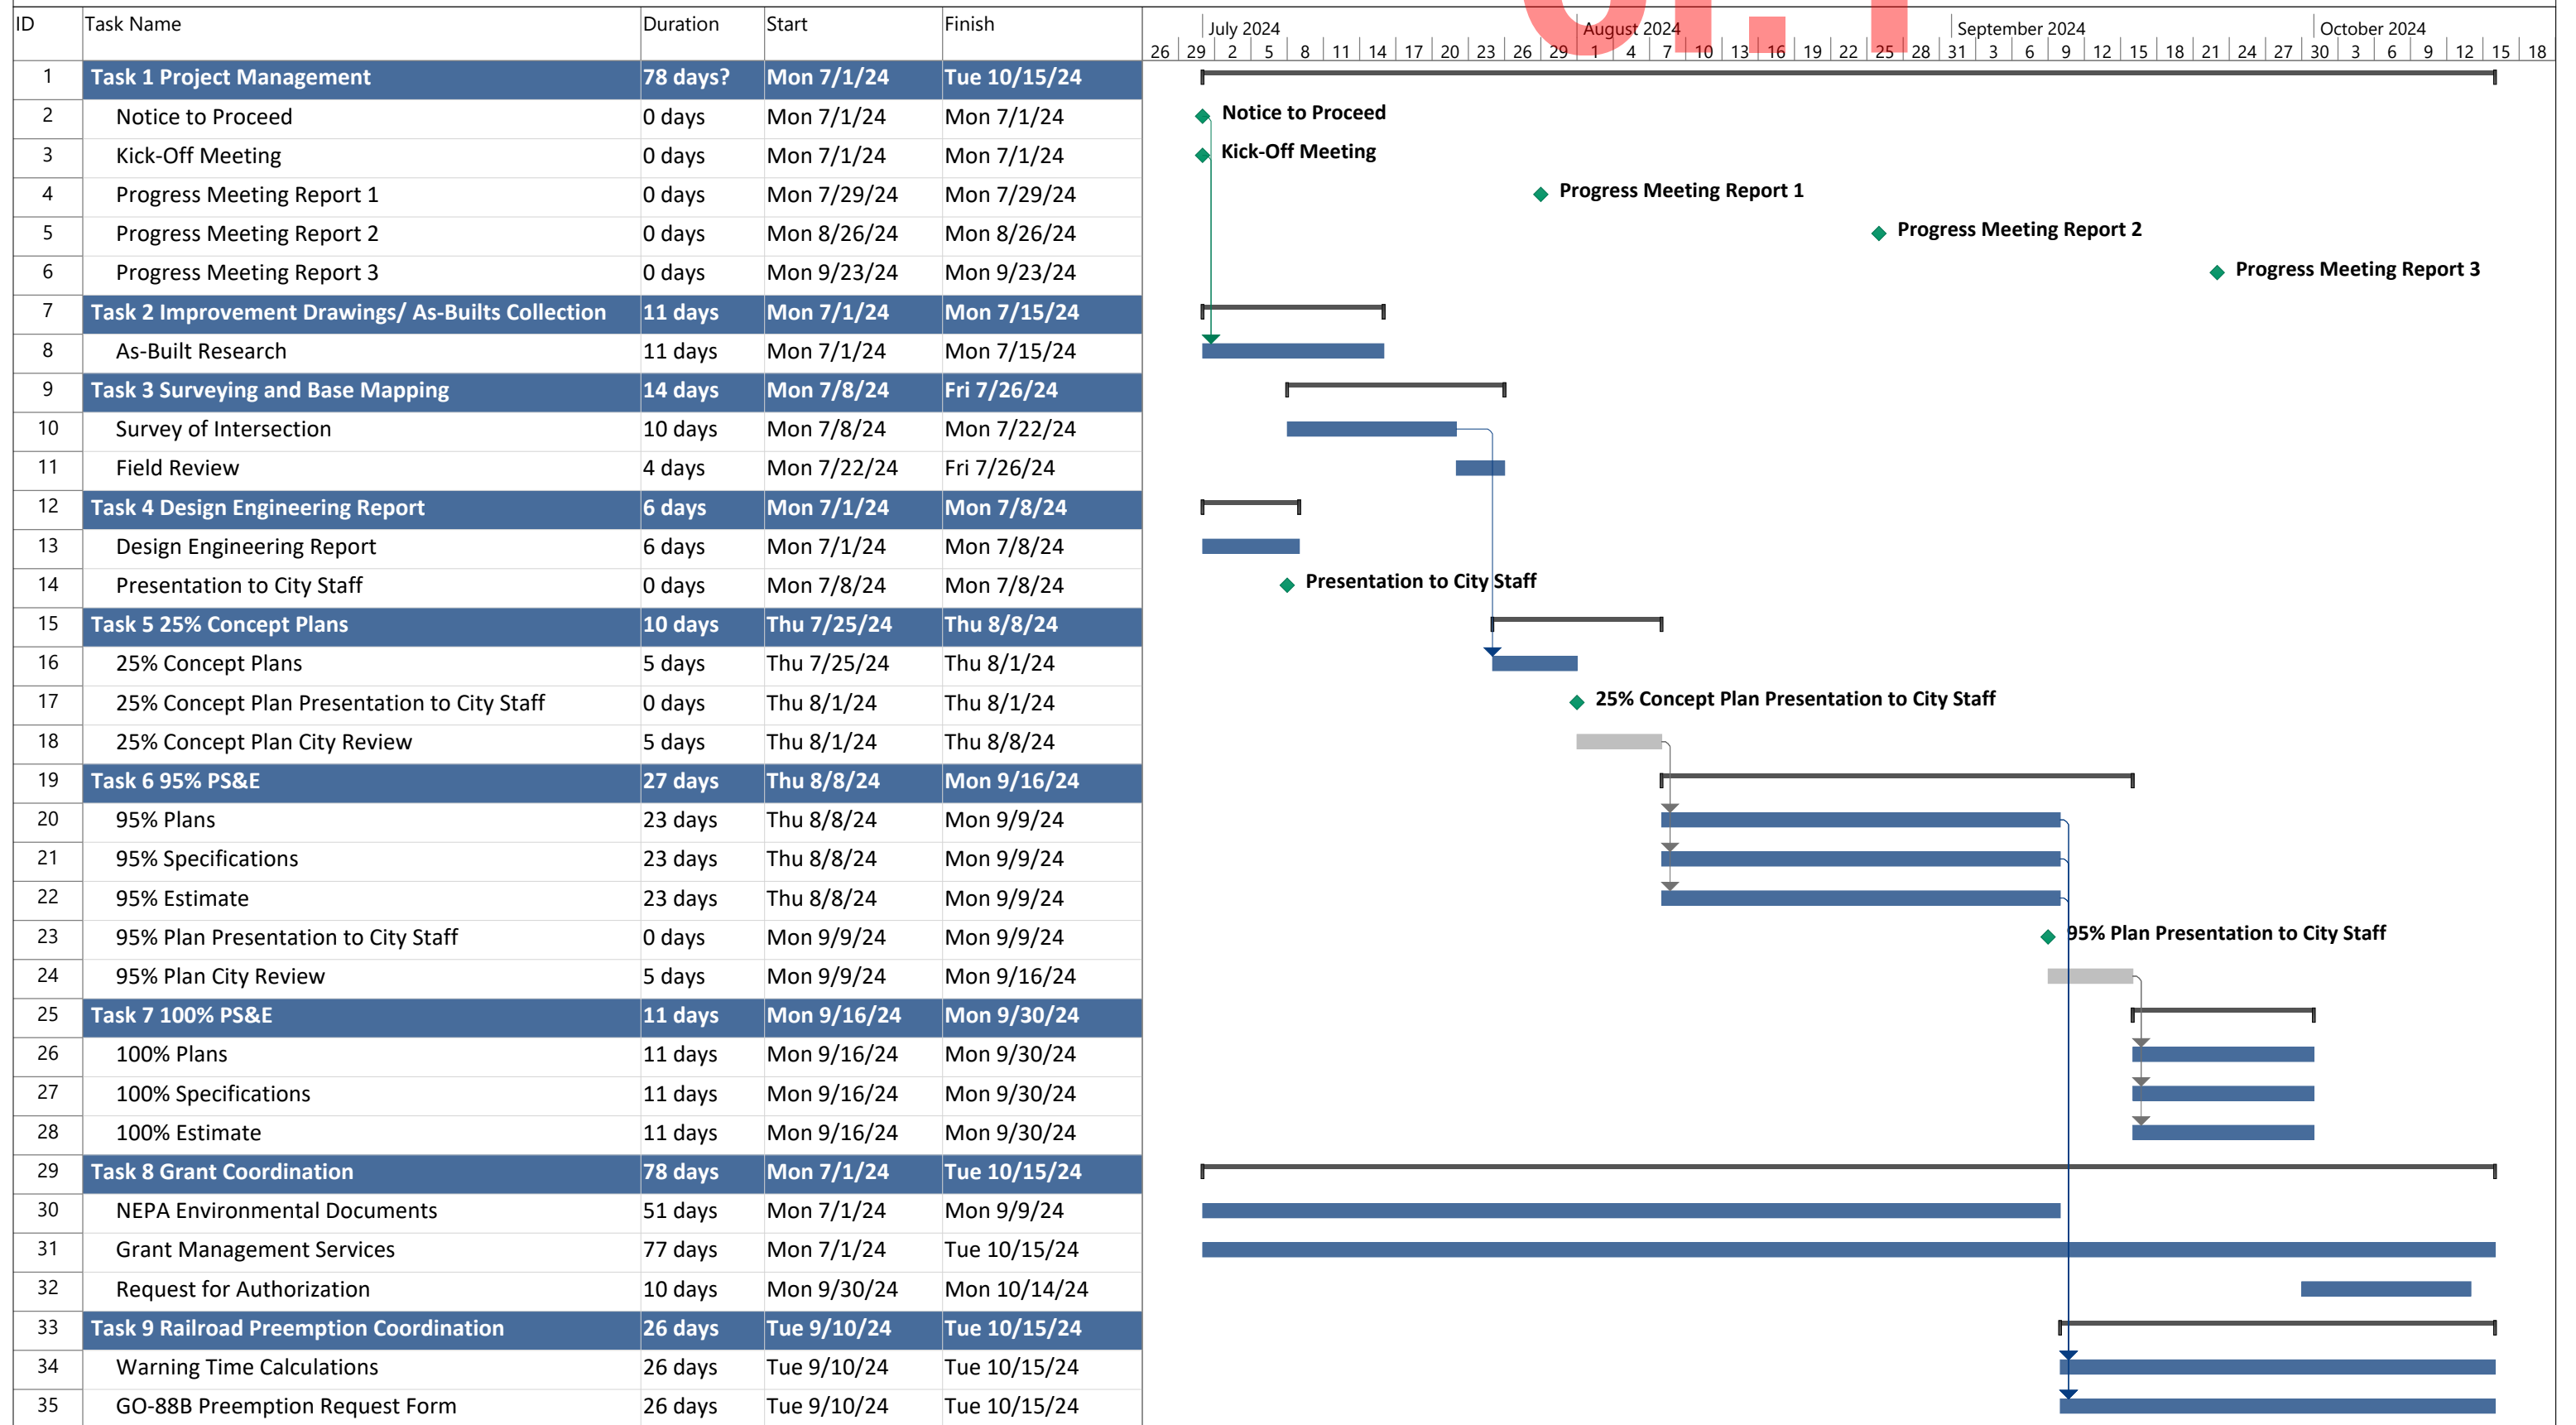 ID Task Name Duration Start Finish July 2024 August 2024 September 2024 October 2024
26 29 2 5 8 11 14 17 20 23 26 29 1 4 7 10 13 16 19 22 25 28 31 3 6 9 12 15 18 21 24 27 30 3 6 9 12 15 18
1 Task 1 Project Management 78 days? Mon 7/1/24 Tue 10/15/24
2 Notice to Proceed 0 days Mon 7/1/24 Mon 7/1/24 Notice to Proceed
3 Kick-Off Meeting 0 days Mon 7/1/24 Mon 7/1/24 Kick-Off Meeting
4 Progress Meeting Report 1 0 days Mon 7/29/24 Mon 7/29/24 Progress Meeting Report 1
5 Progress Meeting Report 2 0 days Mon 8/26/24 Mon 8/26/24 Progress Meeting Report 2
6 Progress Meeting Report 3 0 days Mon 9/23/24 Mon 9/23/24 Progress Meeting Report 3
7 Task 2 Improvement Drawings/ As-Builts Collection 11 days Mon 7/1/24 Mon 7/15/24
8 As-Built Research 11 days Mon 7/1/24 Mon 7/15/24
9 Task 3 Surveying and Base Mapping 14 days Mon 7/8/24 Fri 7/26/24
10 Survey of Intersection 10 days Mon 7/8/24 Mon 7/22/24
11 Field Review 4 days Mon 7/22/24 Fri 7/26/24
12 Task 4 Design Engineering Report 6 days Mon 7/1/24 Mon 7/8/24
13 Design Engineering Report 6 days Mon 7/1/24 Mon 7/8/24
14 Presentation to City Staff 0 days Mon 7/8/24 Mon 7/8/24 Presentation to City Staff
15 Task 5 25% Concept Plans 10 days Thu 7/25/24 Thu 8/8/24
16 25% Concept Plans 5 days Thu 7/25/24 Thu 8/1/24
17 25% Concept Plan Presentation to City Staff 0 days Thu 8/1/24 Thu 8/1/24 25% Concept Plan Presentation to City Staff
18 25% Concept Plan City Review 5 days Thu 8/1/24 Thu 8/8/24
19 Task 6 95% PS&E 27 days Thu 8/8/24 Mon 9/16/24
20 95% Plans 23 days Thu 8/8/24 Mon 9/9/24
21 95% Specifications 23 days Thu 8/8/24 Mon 9/9/24
22 95% Estimate 23 days Thu 8/8/24 Mon 9/9/24
23 95% Plan Presentation to City Staff 0 days Mon 9/9/24 Mon 9/9/24 95% Plan Presentation to City Staff
24 95% Plan City Review 5 days Mon 9/9/24 Mon 9/16/24
25 Task 7 100% PS&E 11 days Mon 9/16/24 Mon 9/30/24
26 100% Plans 11 days Mon 9/16/24 Mon 9/30/24
27 100% Specifications 11 days Mon 9/16/24 Mon 9/30/24
28 100% Estimate 11 days Mon 9/16/24 Mon 9/30/24
29 Task 8 Grant Coordination 78 days Mon 7/1/24 Tue 10/15/24
30 NEPA Environmental Documents 51 days Mon 7/1/24 Mon 9/9/24
31 Grant Management Services 77 days Mon 7/1/24 Tue 10/15/24
32 Request for Authorization 10 days Mon 9/30/24 Mon 10/14/24
33 Task 9 Railroad Preemption Coordination 26 days Tue 9/10/24 Tue 10/15/24
34 Warning Time Calculations 26 days Tue 9/10/24 Tue 10/15/24
35 GO-88B Preemption Request Form 26 days Tue 9/10/24 Tue 10/15/24